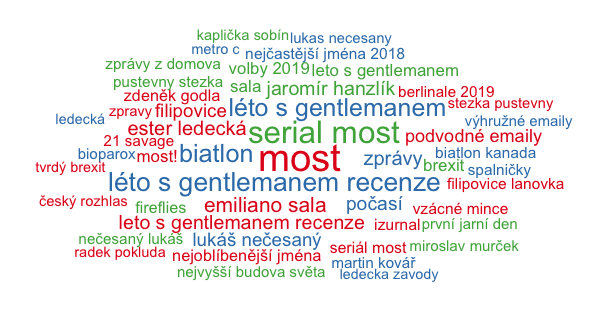 kaplička sobín lukas necesany
metro c nejčastější jména 2018
zprávy z domova volby 2019 leto s gentlemanem
pustevny stezka sala jaromír hanzlík berlinale 2019
zdeněk godla filipovice léto s gentlemanem stezka pustevny
ledecká zpravy ester ledecká serial most podvodné emaily výhružné emaily
21 savage
bioparox most! biatlon most zprávy brexit biatlon kanada
tvrdý brexit spalničky
léto s gentlemanem recenze filipovice lanovka
český rozhlas fireflies emiliano sala počasí vzácné mince
leto s gentlemanem recenze izurnal první jarní den
nečesaný lukáš lukáš nečesaný seriál most miroslav murček
radek pokluda nejoblíbenější jména martin kovář
nejvyšší budova světa ledecka zavody